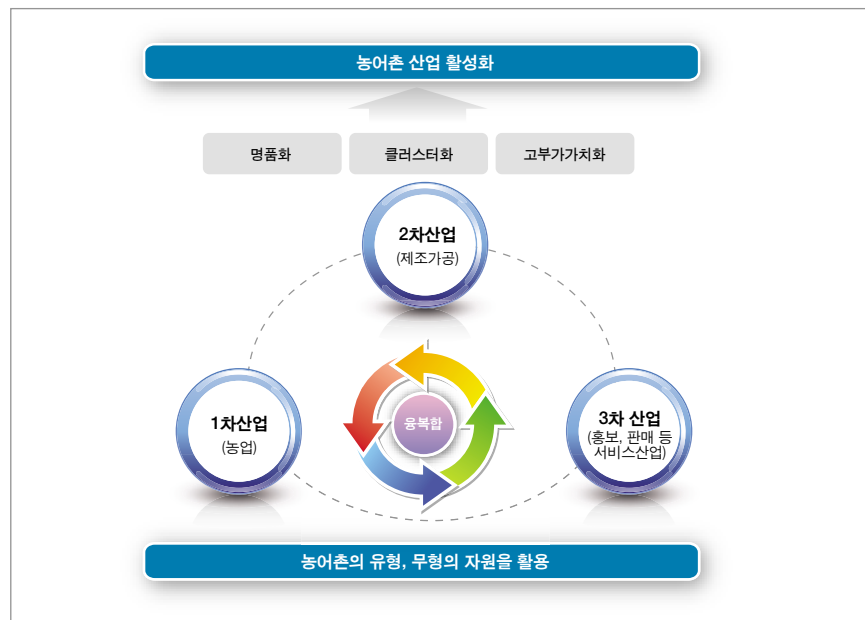 농어촌 산업 활성화
명품화
클러스터화
고부가가치화
2차산업
(제조가공)
융복합
1차산업
(농업)
3차 산업
(홍보, 판매 등
서비스산업)
농어촌의 유형, 무형의 자원을 활용